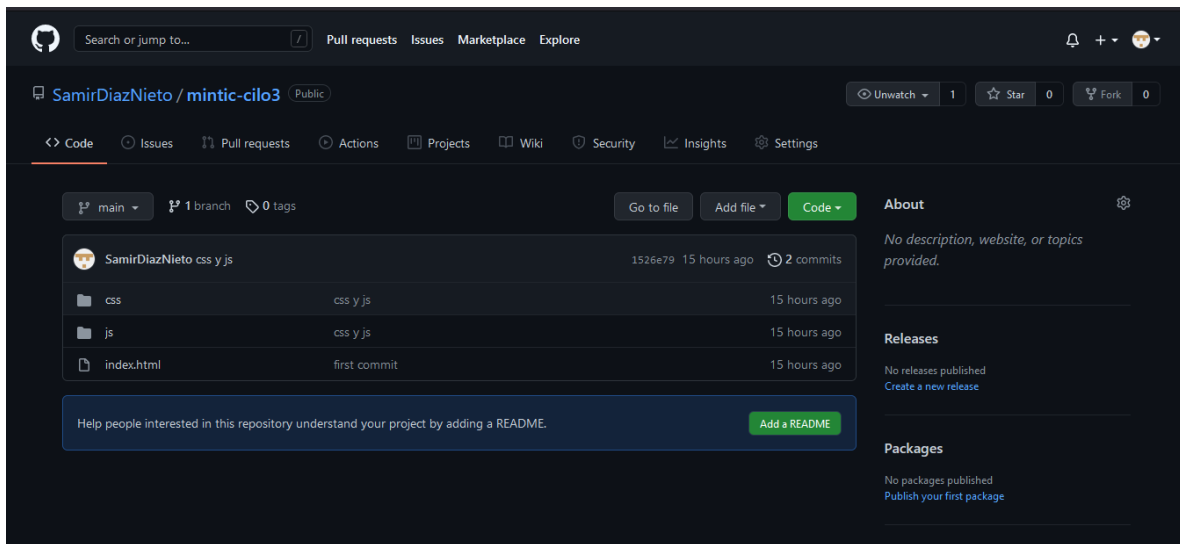 Search or jump to... / Pull requests Issues Marketplace Explore
SamirDiazNieto / mintic-cilo3 Public Unwatch 1 Star 0 Fork 0
Code Issues Pull requests Actions Projects Wiki Security Insights Settings
main 1 branch 0 tags Go to file Add file Code
About
No description, website, or topics
provided.
SamirDiazNieto css y js 1526e79 15 hours ago 2 commits
css css y js 15 hours ago
js css y js 15 hours ago
index.html first commit 15 hours ago
Help people interested in this repository understand your project by adding a README. Add a README
Releases
No releases published
Create a new release
Packages
No packages published
Publish your first package